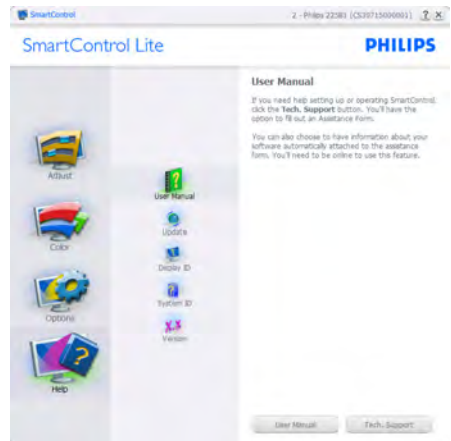 SmartControl
2 - Philips 225B1 (CS39715000001) ? X
SmartControl Lite
PHILIPS
User Manual
If you need help setting up or operating SmartControl,
click the Tech. Support button. You'll have the
option to fill out an Assistance Form.
You can also choose to have information about your
software automatically attached to the assistance
form. You'll need to be online to use the feature.
Adjust
Color
Options
Help
User Manual
Update
Display ID
System ID
X.X
Version
User Manual
Tech. Support